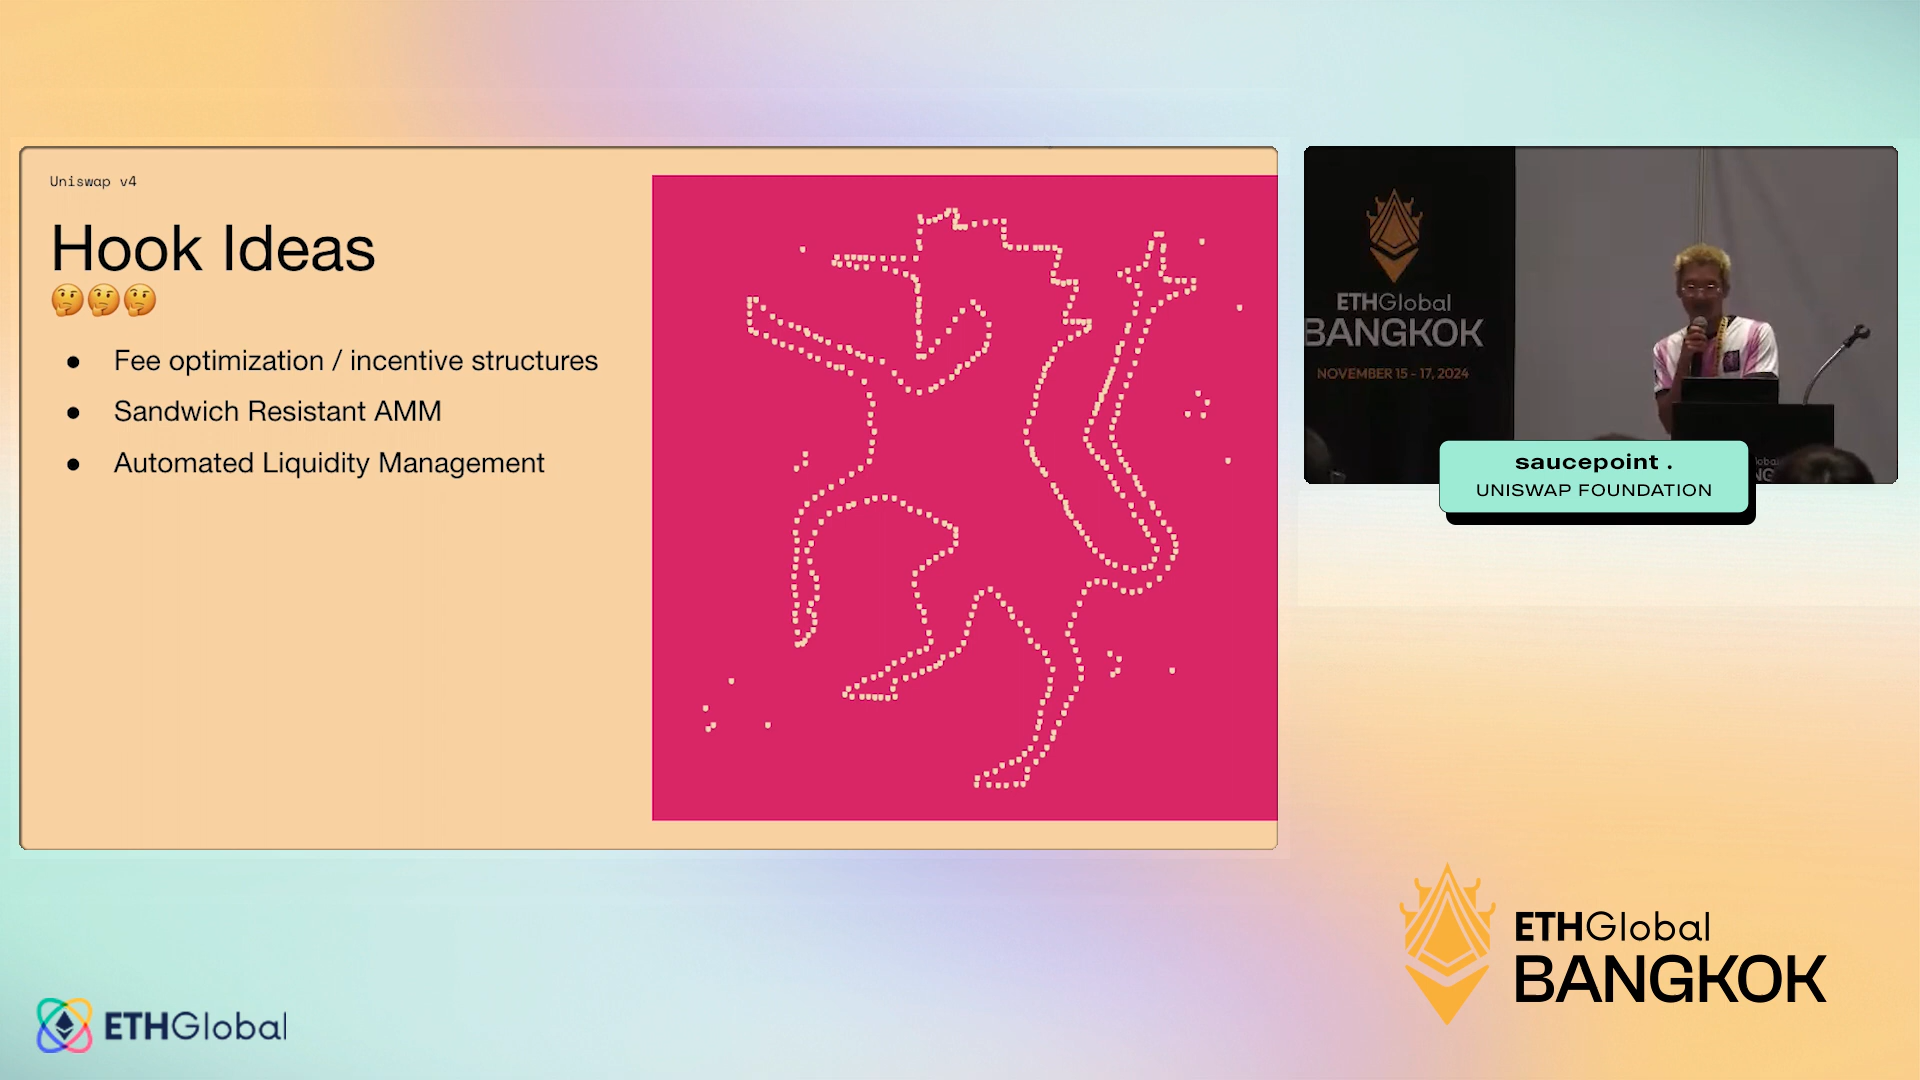 Uniswap v4
Hook Ideas
🤔🤔🤔
● Fee optimization / incentive structures
● Sandwich Resistant AMM
● Automated Liquidity Management
ETHGlobal
BANGKOK
NOVEMBER 15 - 17, 2024
saucepoint .
UNISWAP FOUNDATION
ETHGlobal
BANGKOK
ETHGlobal